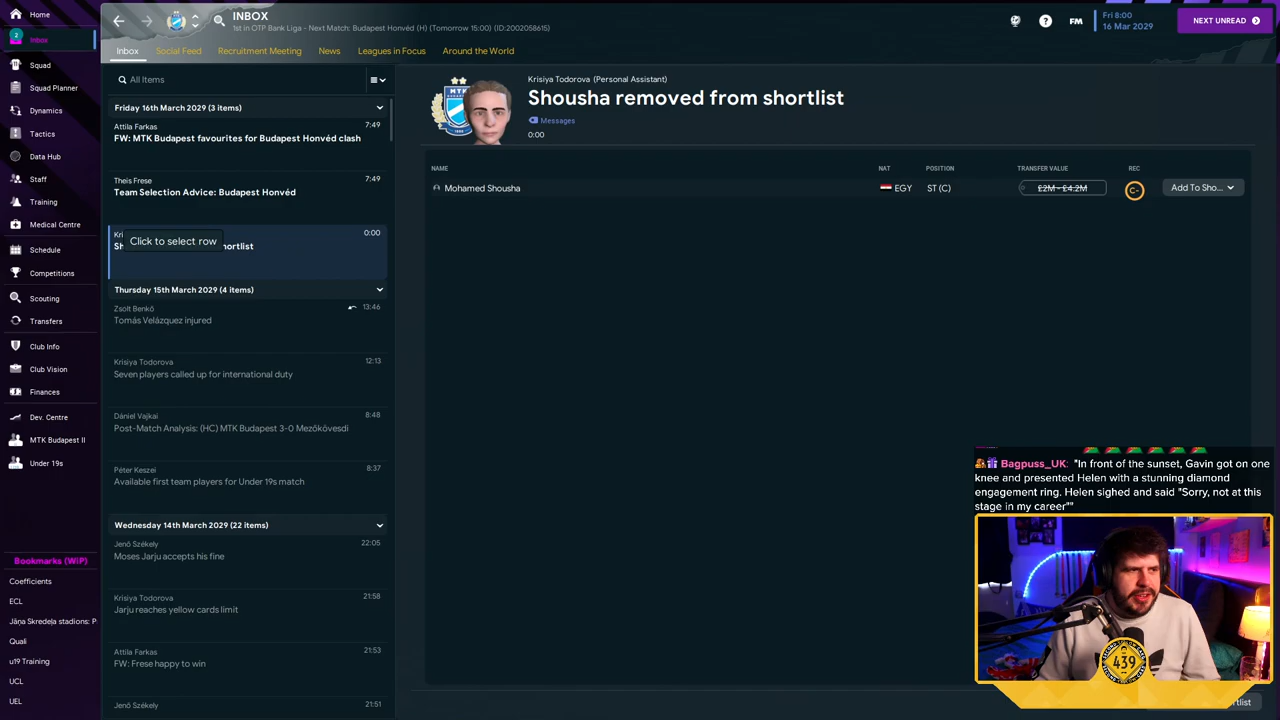 Home
2
Inbox
Squad
Squad Planner
Dynamics
Tactics
Data Hub
Staff
Training
Medical Centre
Schedule
Competitions
Scouting
Transfers
Club Info
Club Vision
Finances
Dev. Centre
MTK Budapest II
Under 19s
Bookmarks (WiP)
Coefficients
ECL
Jāņa Skredeļa stadions: P
Quali
u19 Training
UCL
UEL
INBOX
1st in OTP Bank Liga - Next Match: Budapest Honvéd (H) (Tomorrow 15:00) (ID:2002058615)
?
FM
Fri 8:00
16 Mar 2029
NEXT UNREAD
Inbox
Social Feed
Recruitment Meeting
News
Leagues in Focus
Around the World
All Items
Friday 16th March 2029 (3 items)
Attila Farkas 7:49
FW: MTK Budapest favourites for Budapest Honvéd clash
Theis Frese 7:49
Team Selection Advice: Budapest Honvéd
Kri 0:00
Sh ortlist
Click to select row
Thursday 15th March 2029 (4 items)
Zsolt Benkő 13:46
Tomás Velázquez injured
Krisiya Todorova 12:13
Seven players called up for international duty
Dániel Vajkai 8:48
Post-Match Analysis: (HC) MTK Budapest 3-0 Mezőkövesdi
Péter Keszei 8:37
Available first team players for Under 19s match
Wednesday 14th March 2029 (22 items)
Jenő Székely 22:05
Moses Jarju accepts his fine
Krisiya Todorova 21:58
Jarju reaches yellow cards limit
Attila Farkas 21:53
FW: Frese happy to win
Jenő Székely 21:51
MTK
Krisiya Todorova (Personal Assistant)
Shousha removed from shortlist
Messages
0:00
NAME NAT POSITION TRANSFER VALUE REC
Mohamed Shousha EGY ST (C) £2M - £4.2M C- Add To Sho...
Bagpuss_UK: "In front of the sunset, Gavin got on one
knee and presented Helen with a stunning diamond
engagement ring. Helen sighed and said "Sorry, not at this
stage in my career""
439
rtlist